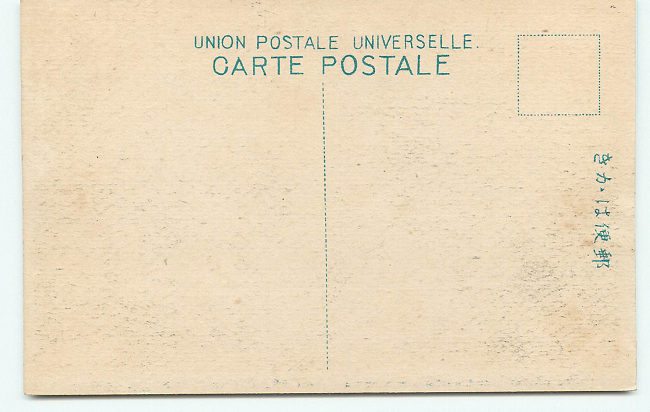 UNION POSTALE UNIVERSELLE.
CARTE POSTALE
郵便はかき